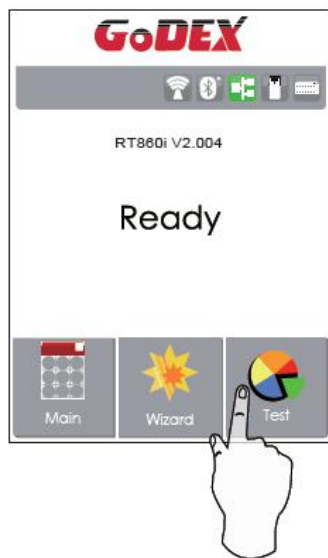 GoDEX
RT860i V2.004
Ready
Main
Wizard
Test